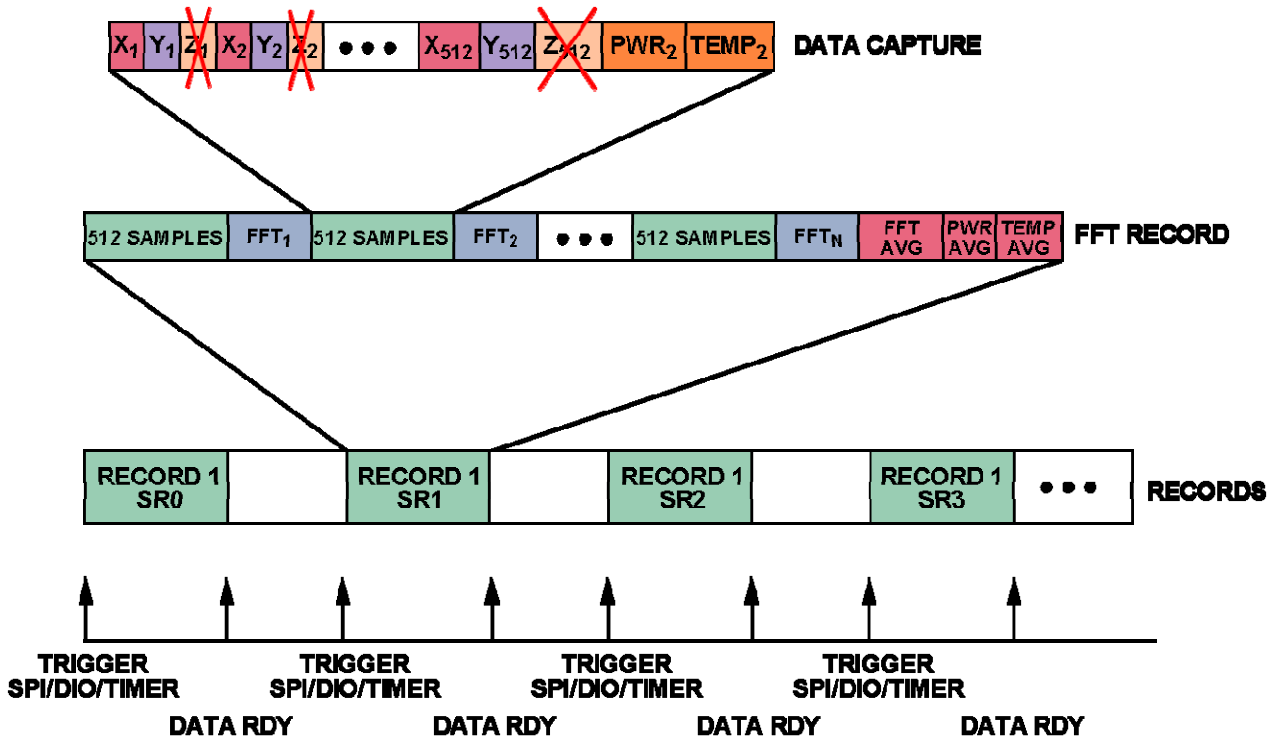 X1 Y1 Z1 X2 Y2 Z2 ••• X512 Y512 Z512 PWR2 TEMP2 DATA CAPTURE
512 SAMPLES FFT1 512 SAMPLES FFT2 ••• 512 SAMPLES FFTN FFT AVG PWR AVG TEMP AVG FFT RECORD
RECORD 1
SR0
RECORD 1
SR1
RECORD 1
SR2
RECORD 1
SR3
•••
RECORDS
TRIGGER
SPI/DIO/TIMER
TRIGGER
SPI/DIO/TIMER
TRIGGER
SPI/DIO/TIMER
TRIGGER
SPI/DIO/TIMER
DATA RDY DATA RDY DATA RDY DATA RDY